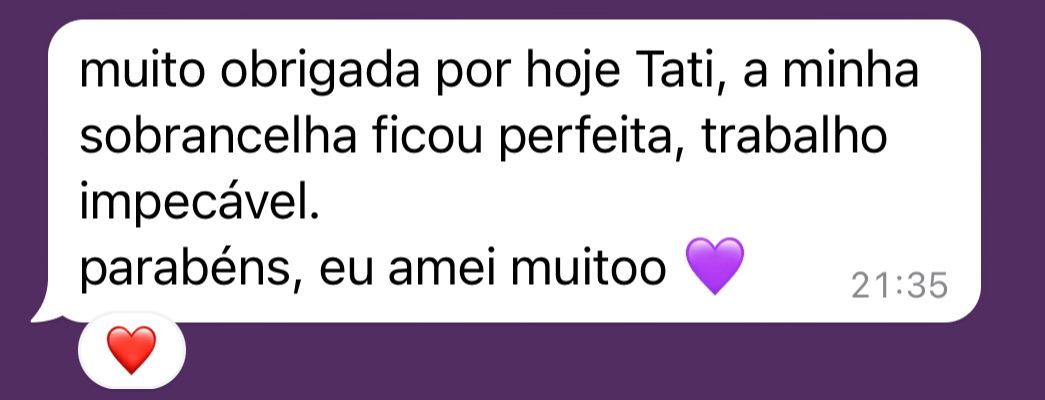 muito obrigada por hoje Tati, a minha
sobrancelha ficou perfeita, trabalho
impecável.
parabéns, eu amei muitoo 💜
21:35
❤️